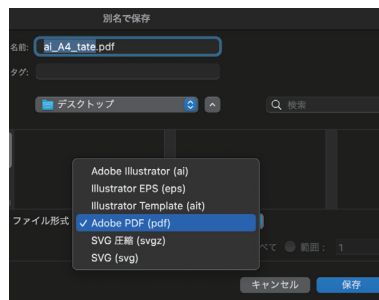 別名で保存
名前: ai_A4_tate.pdf
タグ:
デスクトップ
検索
Adobe Illustrator (ai)
Illustrator EPS (eps)
Illustrator Template (ait)
ファイル形式 ✓ Adobe PDF (pdf)
SVG 圧縮 (svgz)
べて 範囲: 1
SVG (svg)
キャンセル 保存